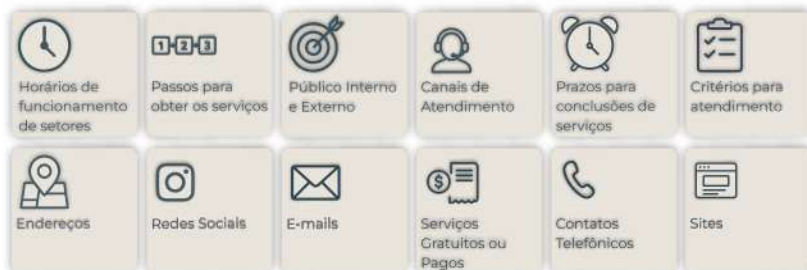 1-2-3
Horários de
funcionamento
de setores
Passos para
obter os serviços
Público Interno
e Externo
Canais de
Atendimento
Prazos para
conclusões de
serviços
Critérios para
atendimento
Endereços
Redes Sociais
E-mails
$
Serviços
Gratuitos ou
Pagos
Contatos
Telefônicos
Sites